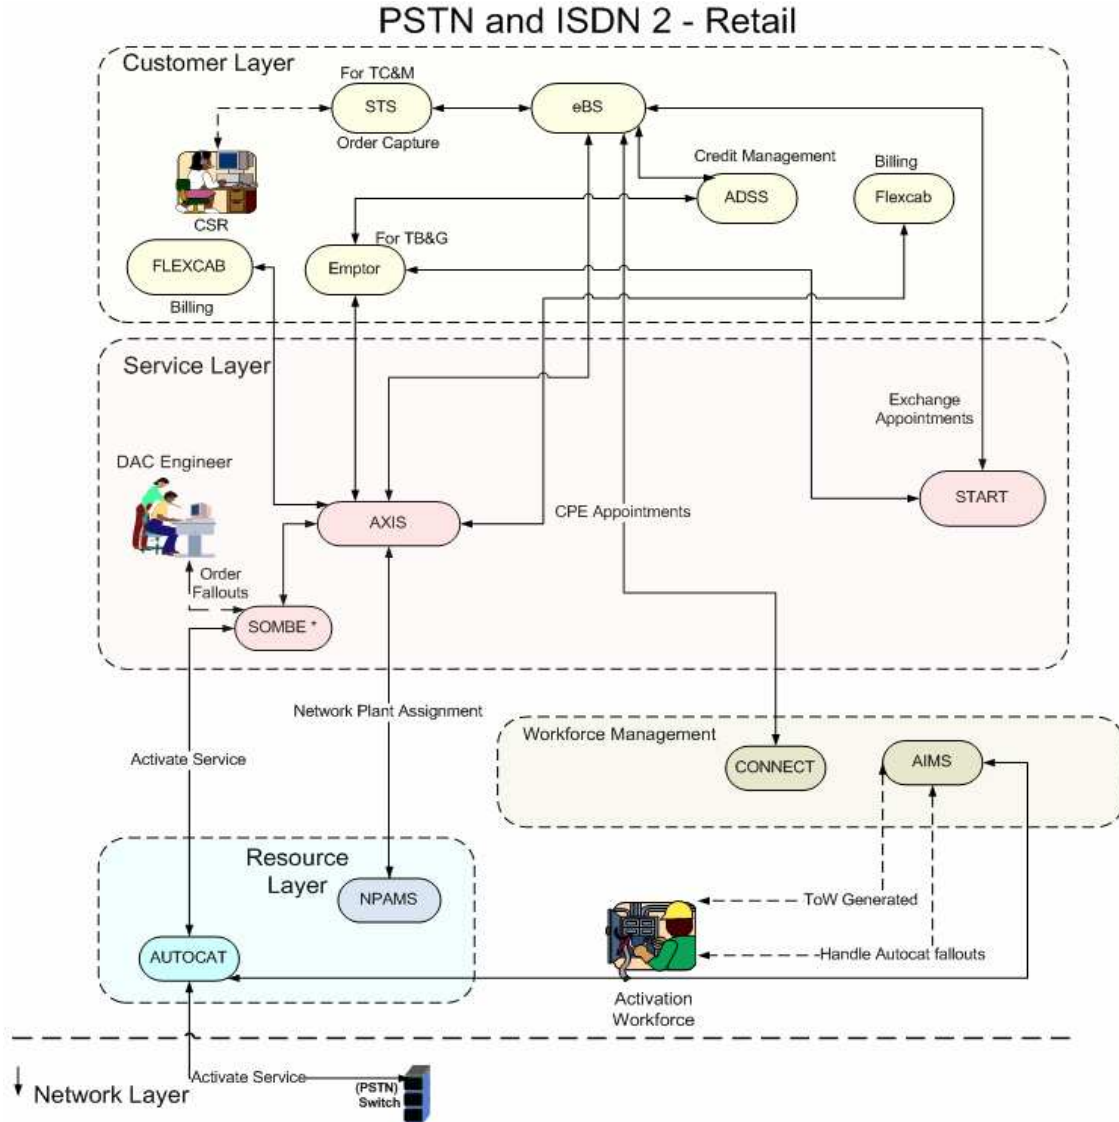 PSTN and ISDN 2 - Retail
Customer Layer
For TC&M
STS
eBS
Order Capture
Credit Management
Billing
ADSS
Flexcab
CSR
For TB&G
FLEXCAB
Emptor
Billing
Service Layer
Exchange
Appointments
DAC Engineer
START
AXIS
CPE Appointments
Order
Fallouts
SOMBE *
Network Plant Assignment
Workforce Management
Activate Service
CONNECT
AIMS
Resource
Layer
NPAMS
ToW Generated
AUTOCAT
Handle Autocat fallouts
Activation
Workforce
Activate Service
(PSTN)
Switch
Network Layer